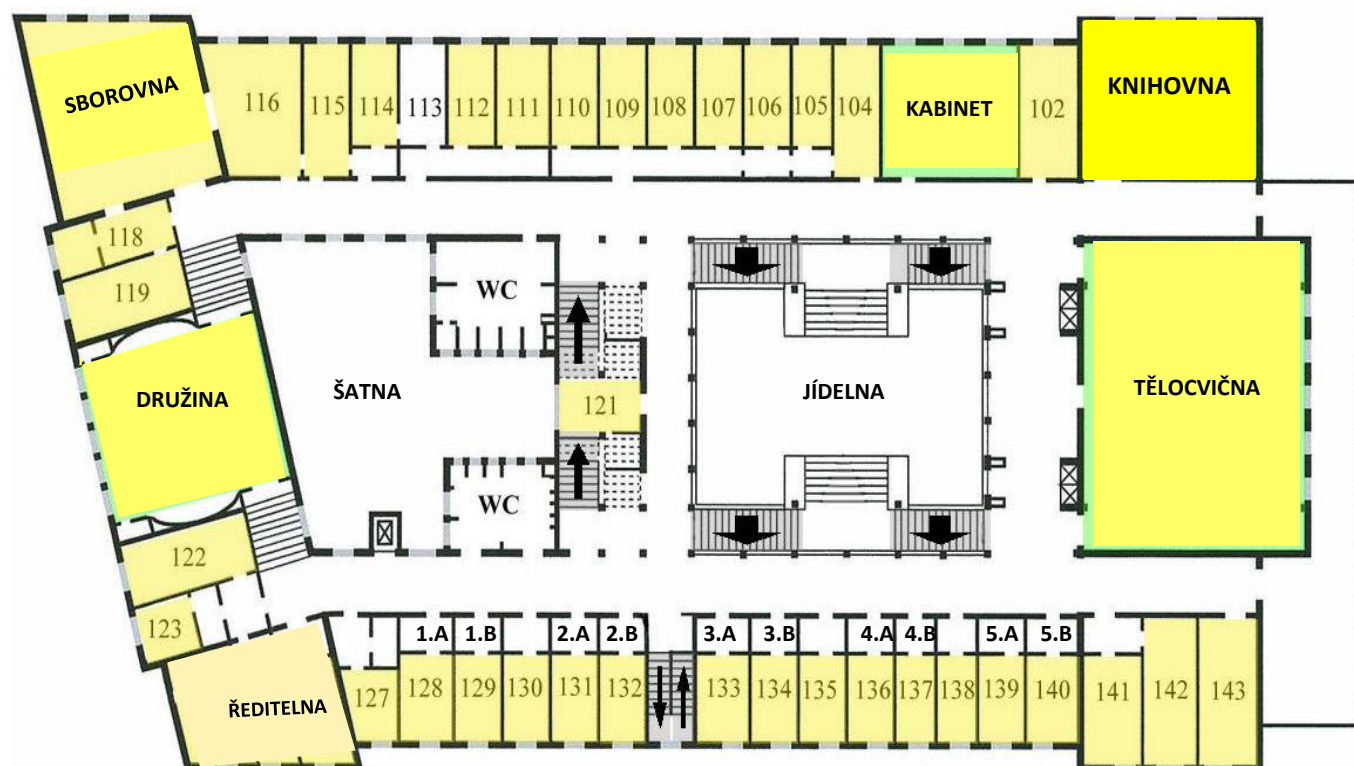 SBOROVNA
116
115
114
113
112
111
110
109
108
107
106
105
104
KABINET
102
KNIHOVNA
118
119
WC
DRUŽINA
ŠATNA
121
JÍDELNA
TĚLOCVIČNA
WC
122
123
1.A
1.B
2.A
2.B
3.A
3.B
4.A
4.B
5.A
5.B
ŘEDITELNA
127
128
129
130
131
132
133
134
135
136
137
138
139
140
141
142
143